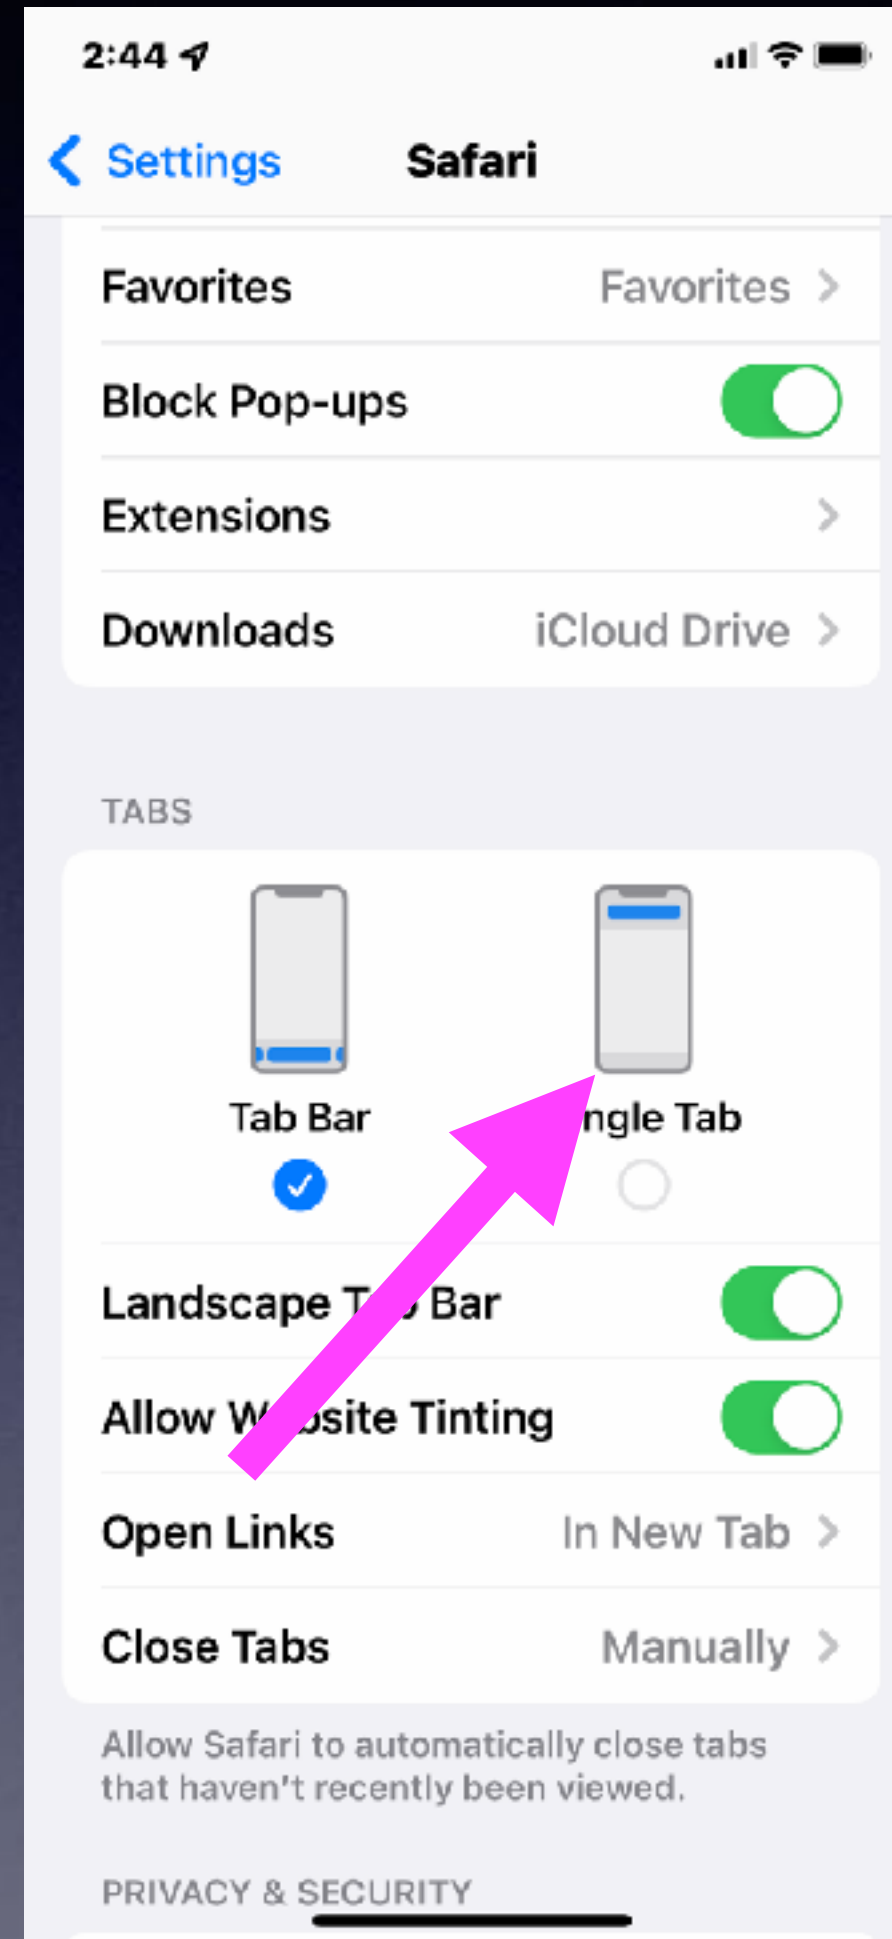 2:44
Settings Safari
Favorites Favorites
Block Pop-ups
Extensions
Downloads iCloud Drive
TABS
Tab Bar Tab
Landscape Bar
Allow Tinting
Open Links In New Tab
Close Tabs Manually
Allow Safari to automatically close tabs
that haven't recently been viewed.
PRIVACY & SECURITY